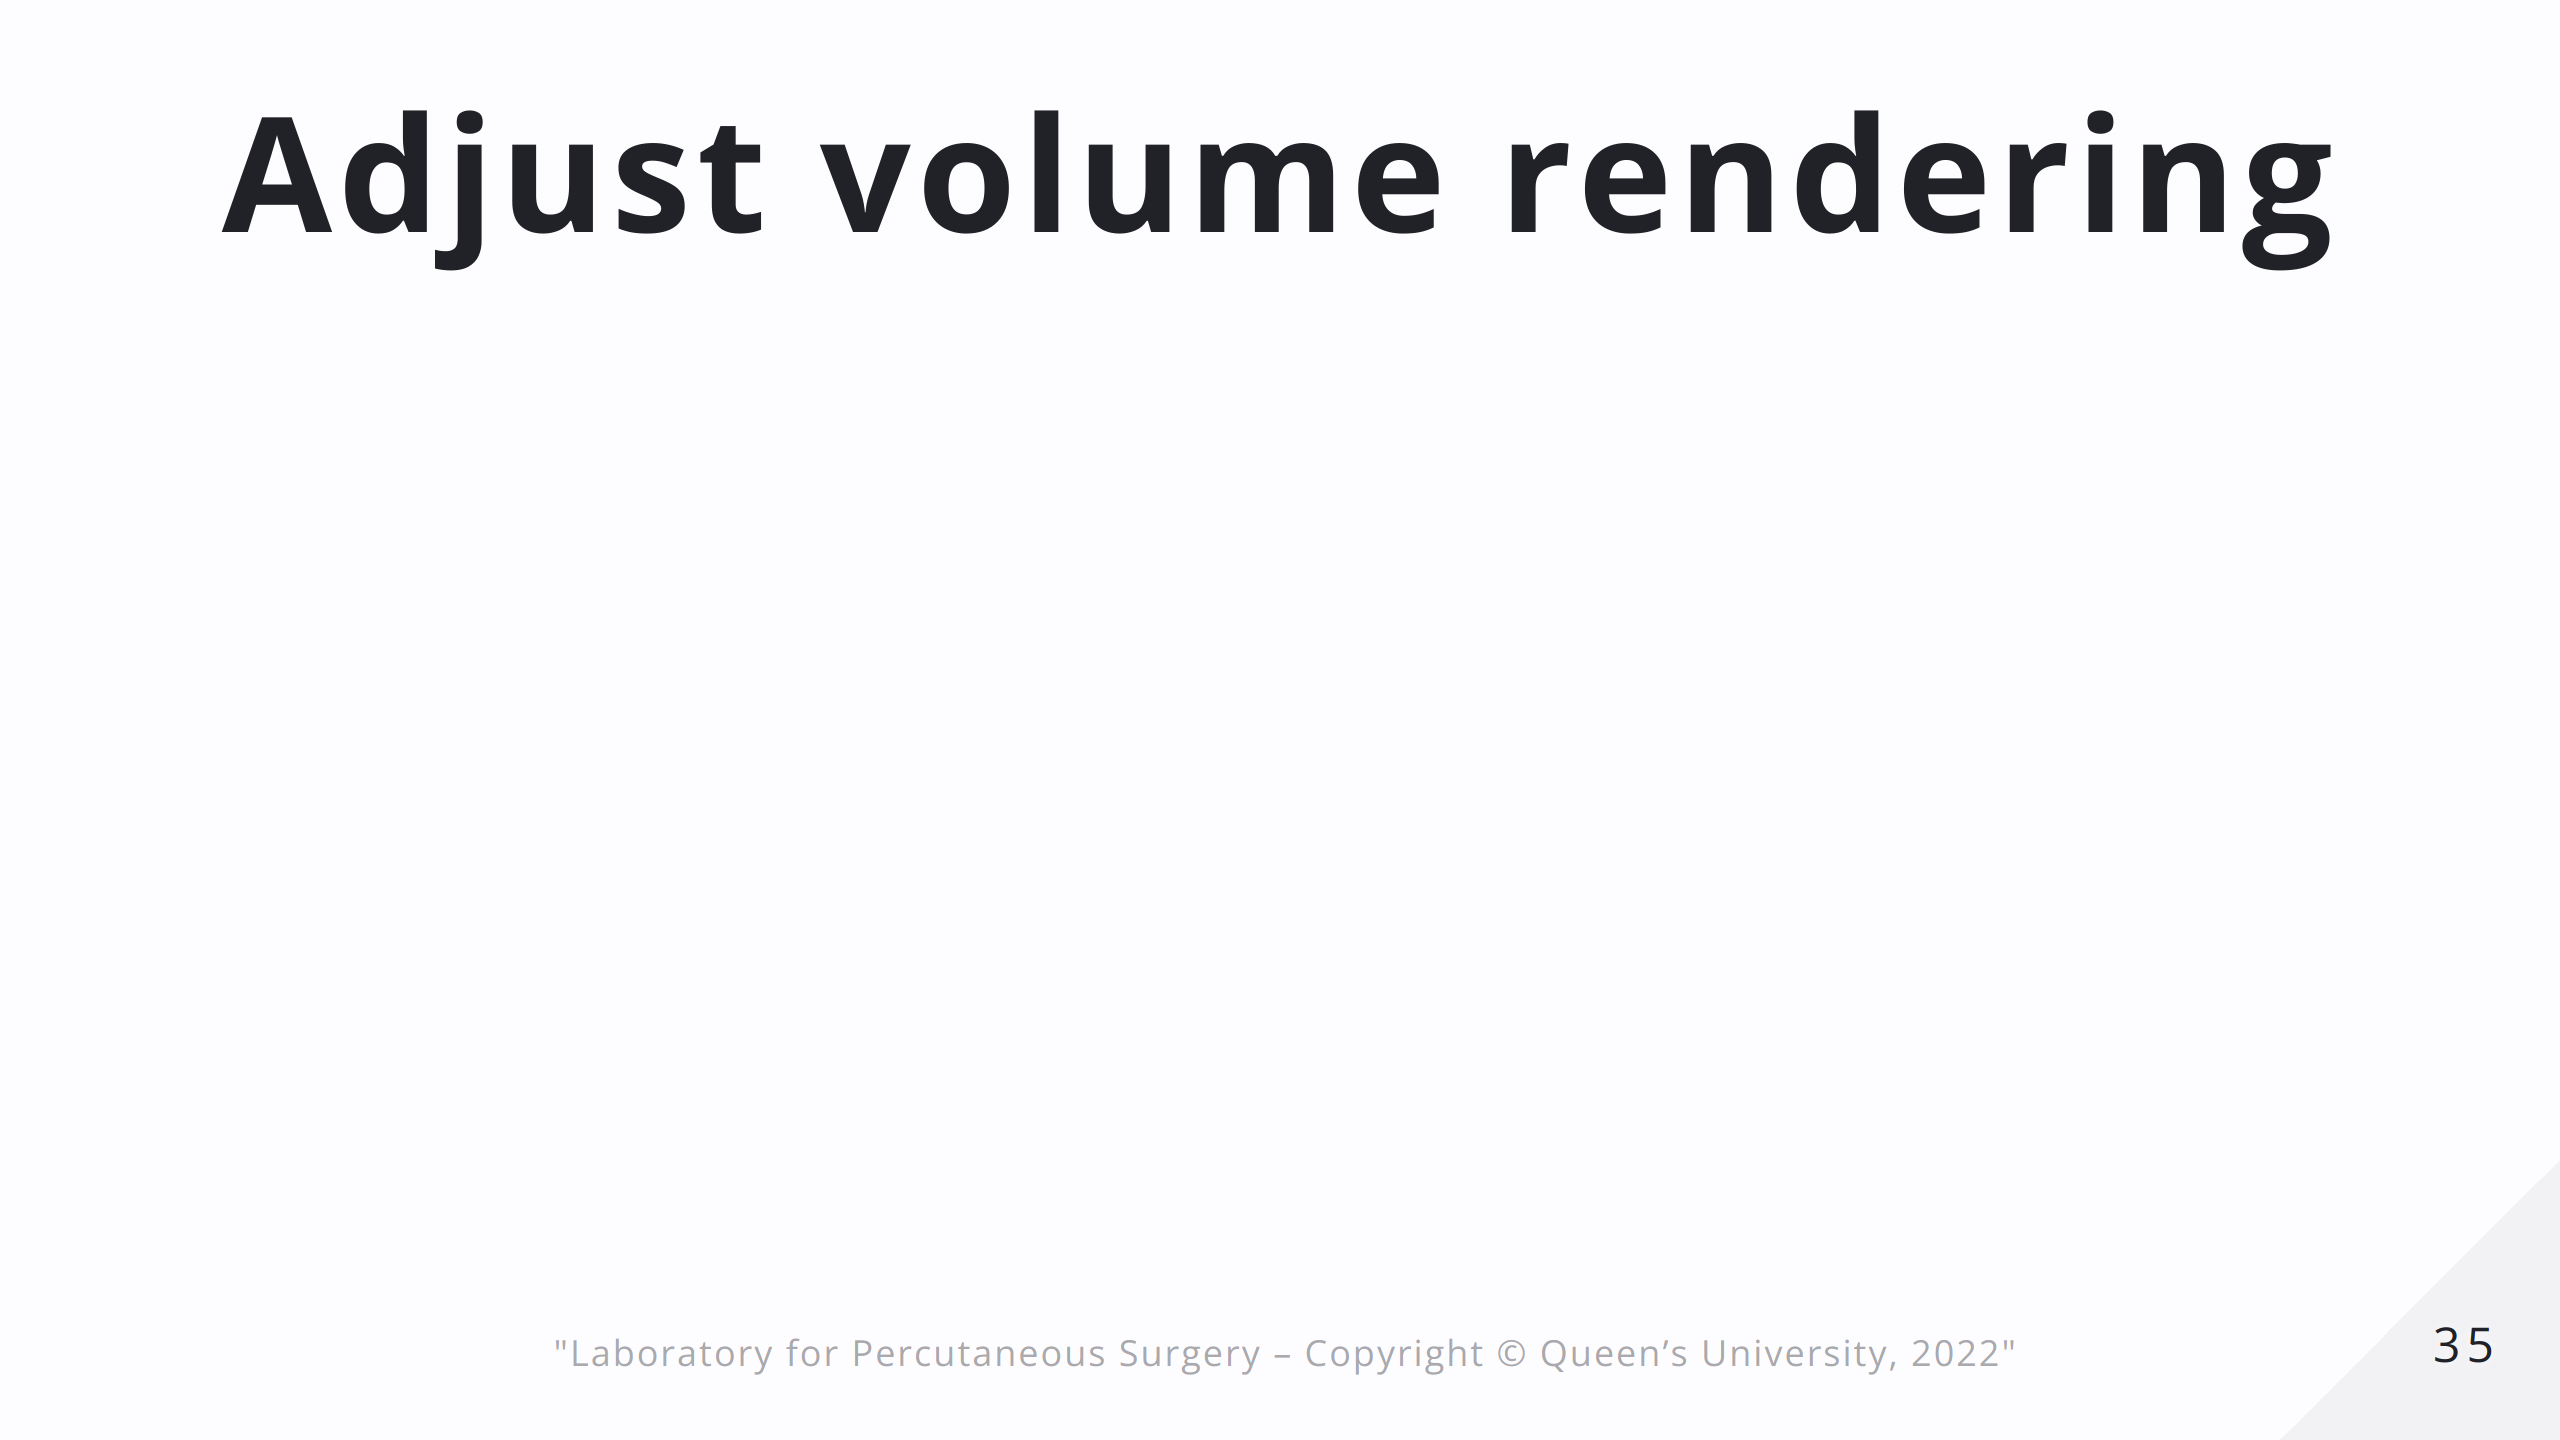 Adjust volume rendering
"Laboratory for Percutaneous Surgery – Copyright © Queen’s University, 2022"
35